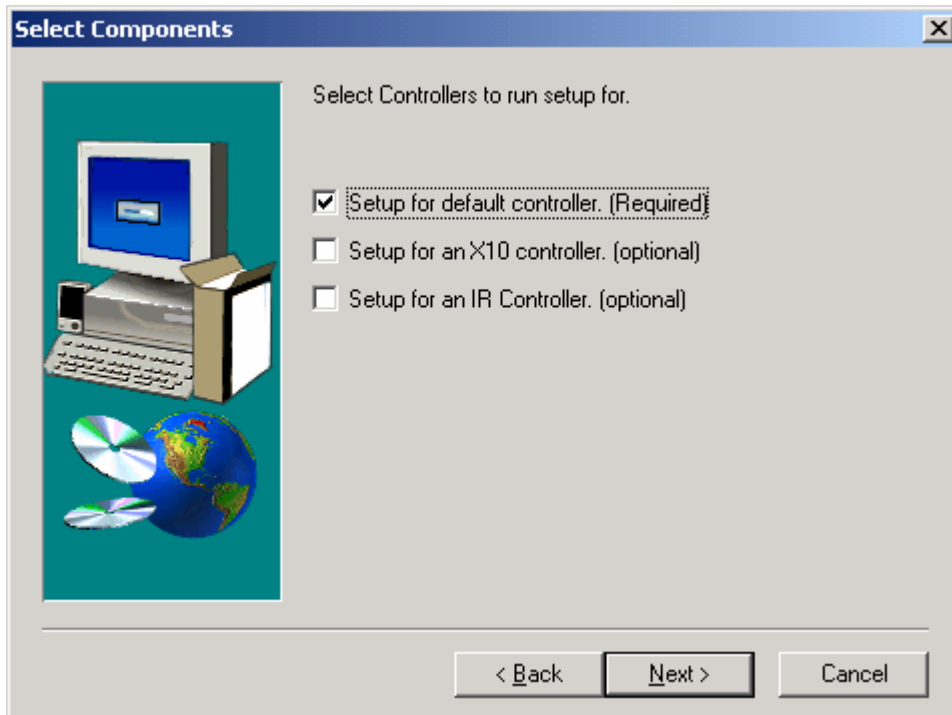 Select Components
Select Controllers to run setup for.
Setup for default controller. (Required)
Setup for an X10 controller. (optional)
Setup for an IR Controller. (optional)
< Back
Next >
Cancel